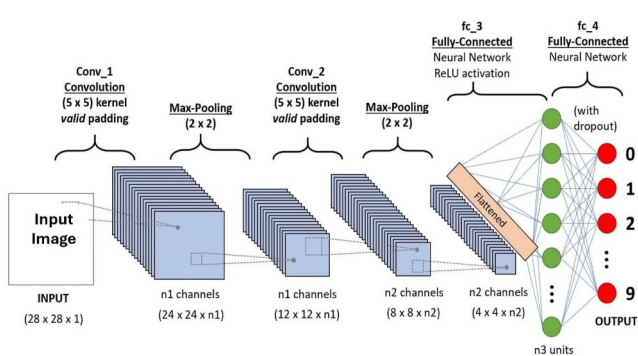 fc_3
Fully-Connected
Neural Network
ReLU activation
fc_4
Fully-Connected
Neural Network
Conv_1
Convolution
(5 x 5) kernel
valid padding
Max-Pooling
(2 x 2)
Conv_2
Convolution
(5 x 5) kernel
valid padding
Max-Pooling
(2 x 2)
(with
dropout)
Input
Image
Flattened
0
1
2
9
INPUT
(28 x 28 x 1)
n1 channels
(24 x 24 x n1)
n1 channels
(12 x 12 x n1)
n2 channels
(8 x 8 x n2)
n2 channels
(4 x 4 x n2)
OUTPUT
n3 units